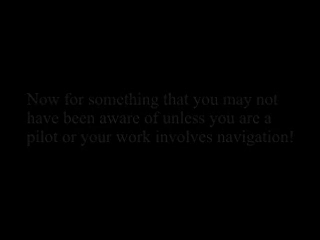 Now for something that you may not
have been aware of unless you are a
pilot or your work involves navigation!